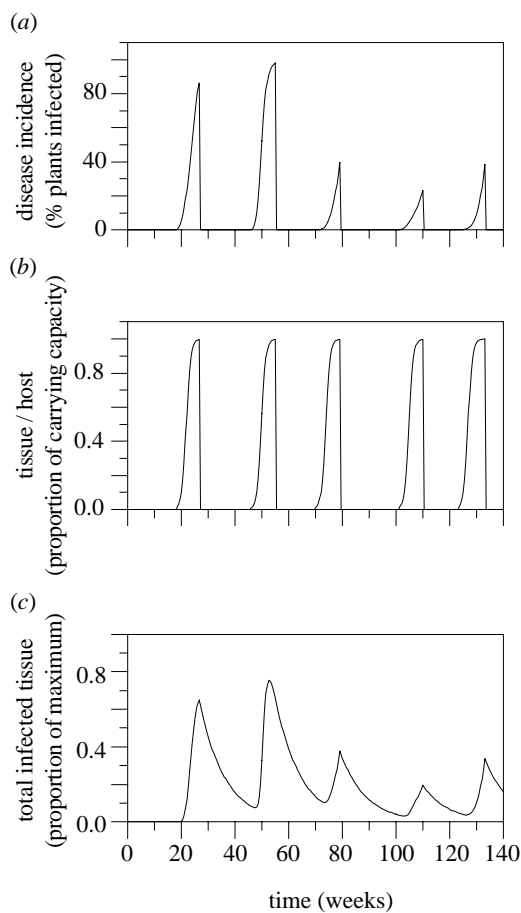 (a)
disease incidence
(% plants infected)
80
40
0
(b)
tissue / host
(proportion of carrying capacity)
0.8
0.4
0.0
(c)
total infected tissue
(proportion of maximum)
0.8
0.4
0.0
0 20 40 60 80 100 120 140
time (weeks)